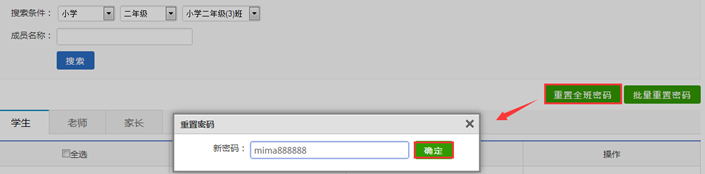 搜索条件： 小学 二年级 小学二年级(3)班
成员名称：
搜索
重置全班密码 批量重置密码
学生 老师 家长
重置密码
新密码： mima888888 确定
全选 操作